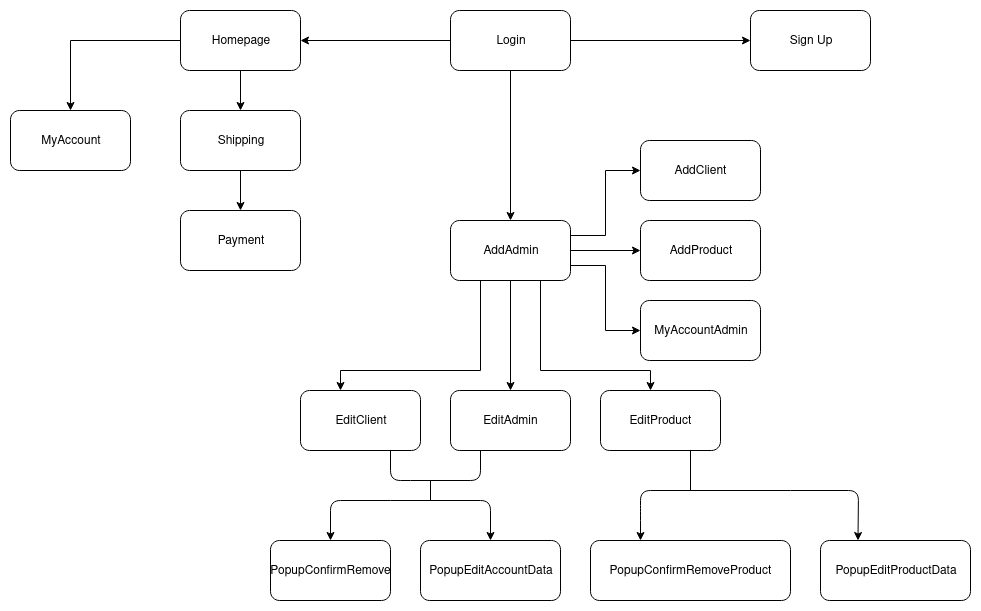 Homepage
Login
Sign Up
MyAccount
Shipping
AddClient
Payment
AddAdmin
AddProduct
MyAccountAdmin
EditClient
EditAdmin
EditProduct
PopupConfirmRemove
PopupEditAccountData
PopupConfirmRemoveProduct
PopupEditProductData